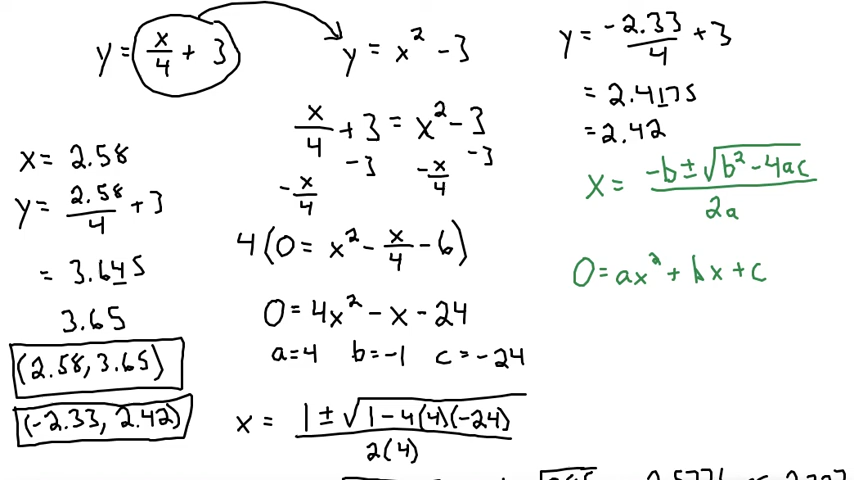 y = x/4 + 3
y = x² - 3
x/4 + 3 = x² - 3
-3 -3
-x/4 -x/4
4(0 = x² - x/4 - 6)
0 = 4x² - x - 24
a=4 b=-1 c=-24
x = (1 ± √(1 - 4(4)(-24))) / 2(4)
x = 2.58
y = 2.58/4 + 3
= 3.645
3.65
(2.58, 3.65)
(-2.33, 2.42)
y = -2.33/4 + 3
= 2.4175
= 2.42
x = (-b ± √(b² - 4ac)) / 2a
0 = ax² + bx + c